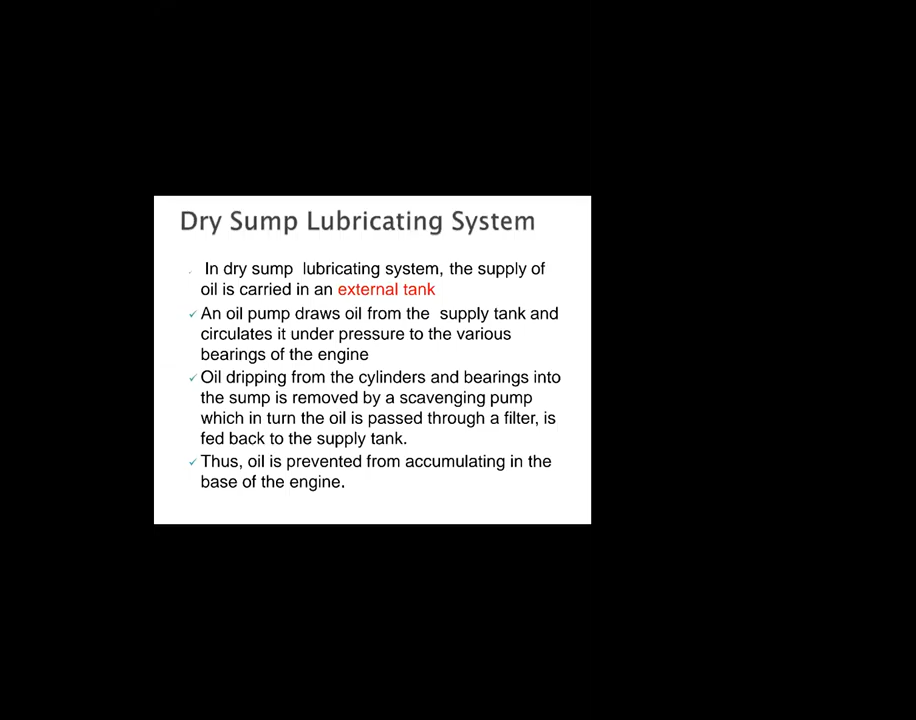 Dry Sump Lubricating System
In dry sump lubricating system, the supply of
oil is carried in an external tank
An oil pump draws oil from the supply tank and
circulates it under pressure to the various
bearings of the engine
Oil dripping from the cylinders and bearings into
the sump is removed by a scavenging pump
which in turn the oil is passed through a filter, is
fed back to the supply tank.
Thus, oil is prevented from accumulating in the
base of the engine.